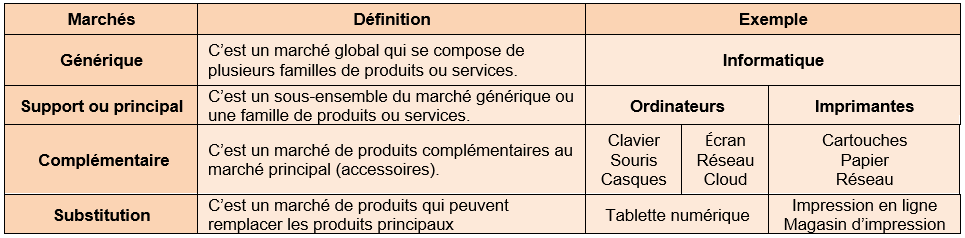 Marchés Définition Exemple
Générique
C’est un marché global qui se compose de
plusieurs familles de produits ou services.
Informatique
Support ou principal
C’est un sous-ensemble du marché générique ou
une famille de produits ou services.
Ordinateurs
Imprimantes
Complémentaire
C’est un marché de produits complémentaires au
marché principal (accessoires).
Clavier
Souris
Casques
Écran
Réseau
Cloud
Cartouches
Papier
Réseau
Substitution
C’est un marché de produits qui peuvent
remplacer les produits principaux
Tablette numérique
Impression en ligne
Magasin d’impression